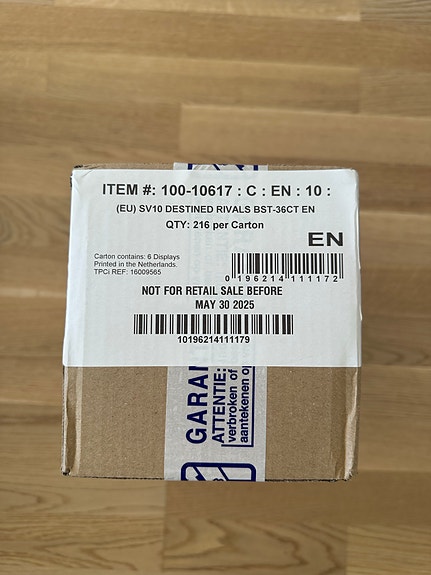 ITEM #: 100-10617 : C : EN : 10 :
(EU) SV10 DESTINED RIVALS BST-36CT EN
QTY: 216 per Carton
EN
Carton contains: 6 Displays
Printed in the Netherlands.
TPCi REF: 16009565
0 196214 111172
NOT FOR RETAIL SALE BEFORE
MAY 30 2025
10196214111179
GARAN
ATTENTIE:
verbroken of
aantekenen op